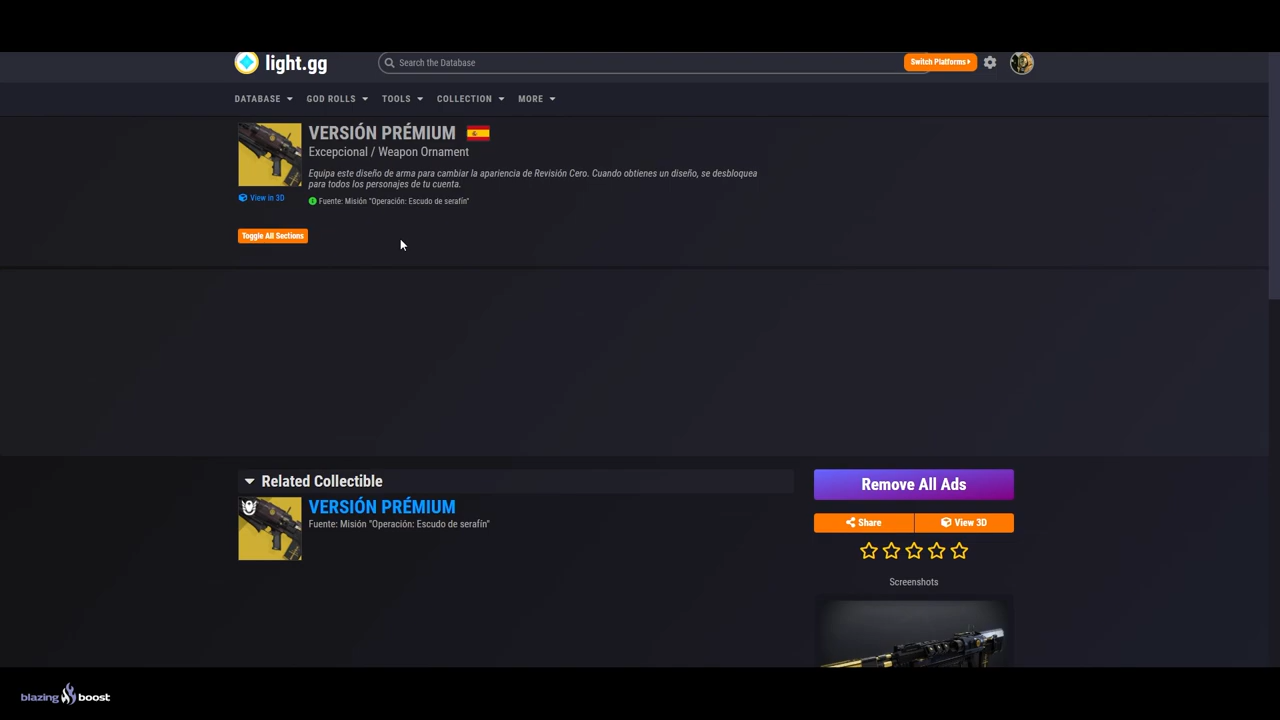 light.gg
Search the Database
Switch Platforms
DATABASE
GOD ROLLS
TOOLS
COLLECTION
MORE
VERSIÓN PRÉMIUM
Excepcional / Weapon Ornament
Equipa este diseño de arma para cambiar la apariencia de Revisión Cero. Cuando obtienes un diseño, se desbloquea
para todos los personajes de tu cuenta.
View in 3D
Fuente: Misión "Operación: Escudo de serafín"
Toggle All Sections
Related Collectible
VERSIÓN PRÉMIUM
Fuente: Misión "Operación: Escudo de serafín"
Remove All Ads
Share
View 3D
Screenshots
blazing boost